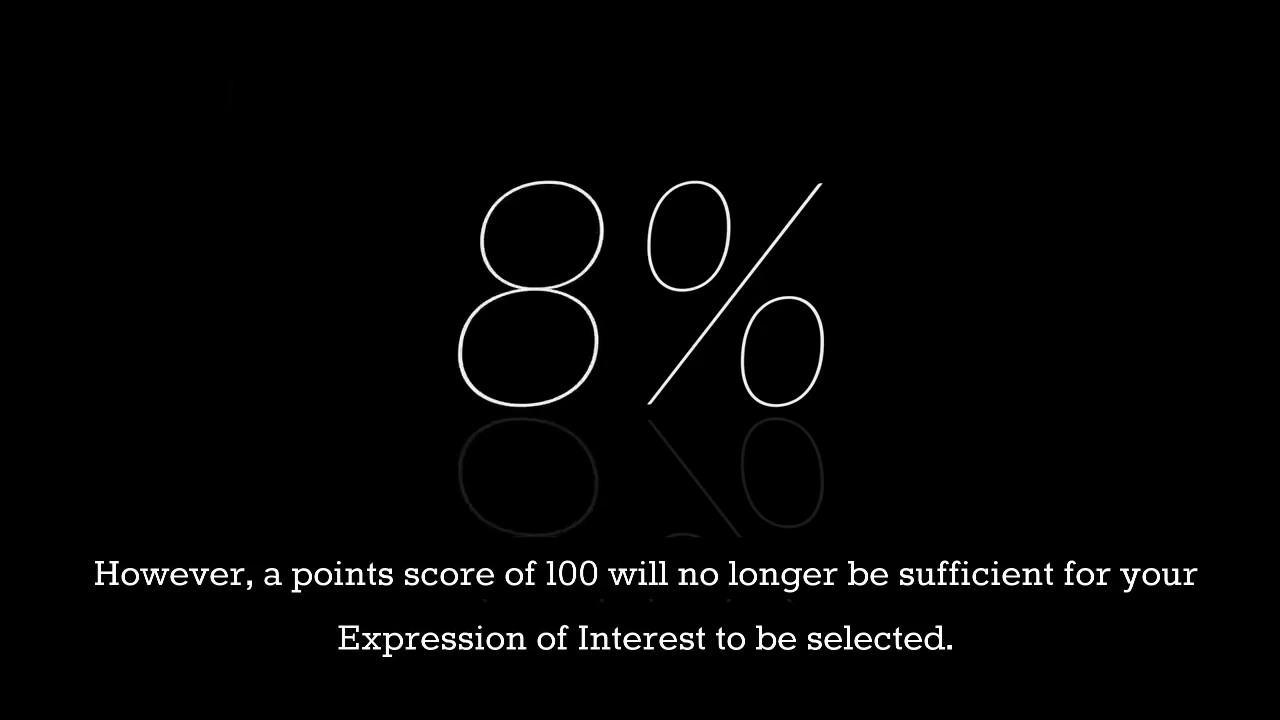 8%
However, a points score of 100 will no longer be sufficient for your
Expression of Interest to be selected.